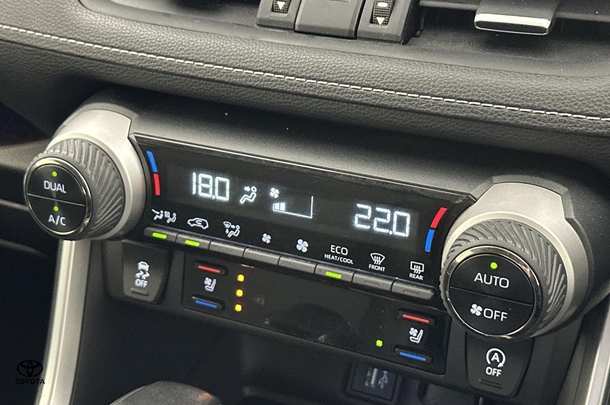 18.0
22.0
DUAL
A/C
AUTO
OFF
ECO
HEAT/COOL
FRONT
REAR
OFF
A
OFF
TOYOTA